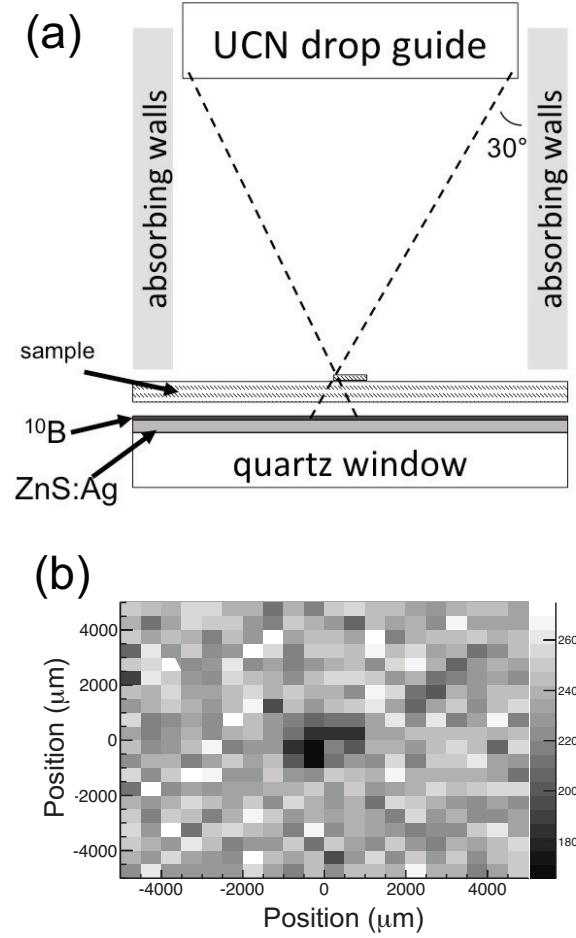 (a)
UCN drop guide
absorbing walls
absorbing walls
30°
sample
¹⁰B
ZnS:Ag
quartz window
(b)
Position (μm)
4000
2000
0
-2000
-4000
-4000
-2000
0
2000
4000
Position (μm)
260
240
220
200
180